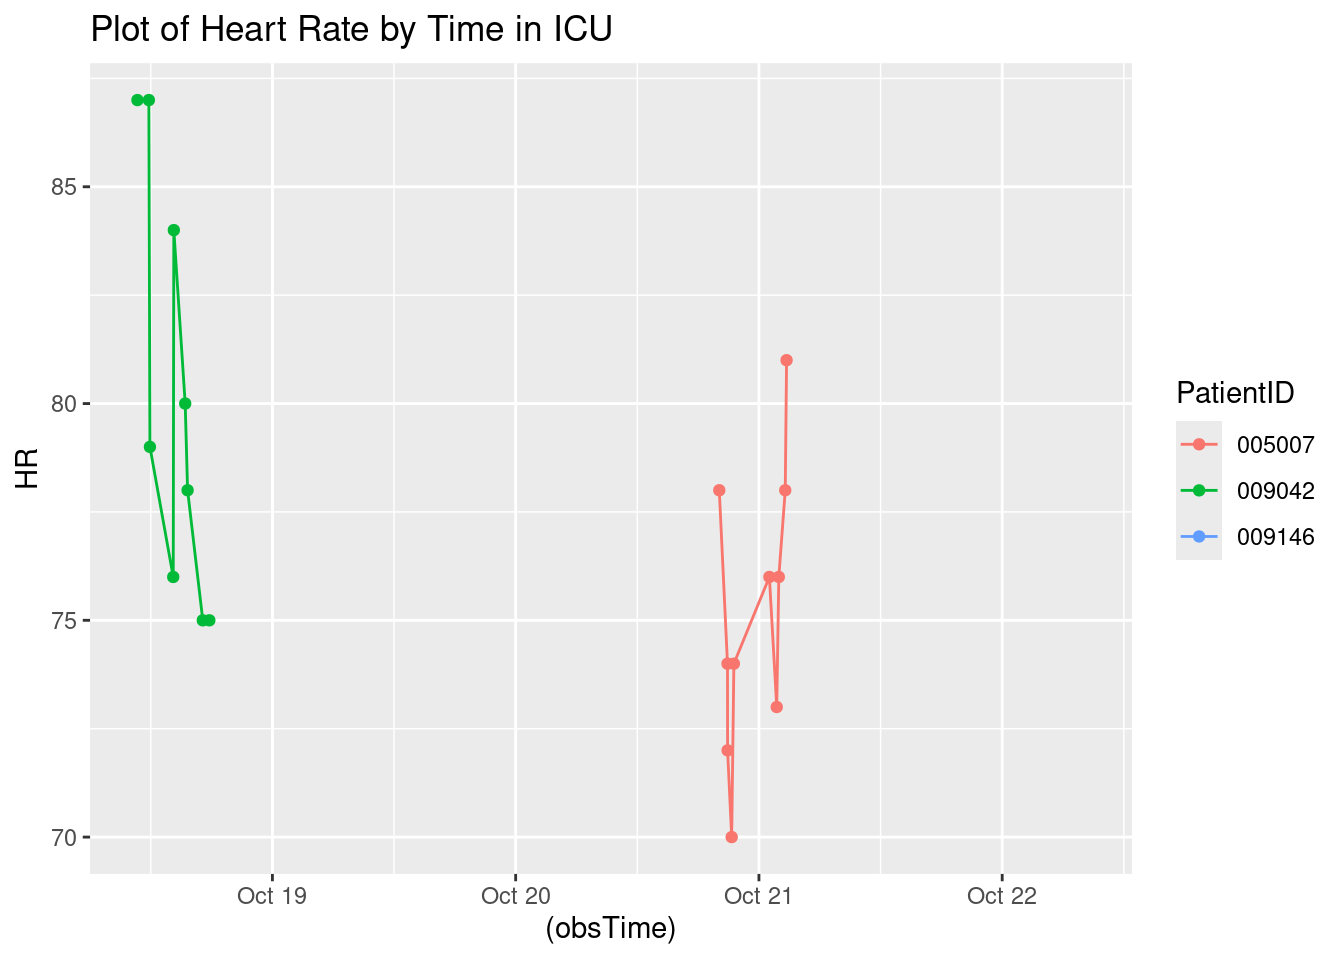 Plot of Heart Rate by Time in ICU
85
80
75
70
HR
Oct 19
Oct 20
Oct 21
Oct 22
(obsTime)
PatientID
005007
009042
009146